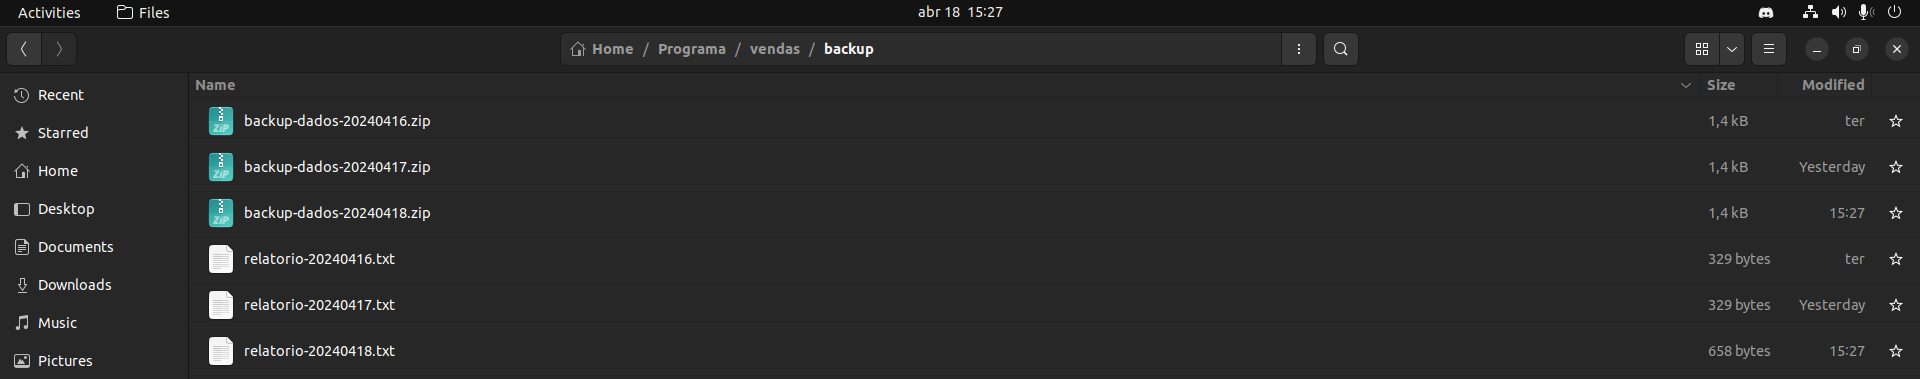 Activities Files abr 18 15:27
Home / Programa / vendas / backup
Name Size Modified
Recent
backup-dados-20240416.zip 1,4 kB ter
Starred
backup-dados-20240417.zip 1,4 kB Yesterday
Home
backup-dados-20240418.zip 1,4 kB 15:27
Desktop
Documents
relatorio-20240416.txt 329 bytes ter
Downloads
relatorio-20240417.txt 329 bytes Yesterday
Music
relatorio-20240418.txt 658 bytes 15:27
Pictures